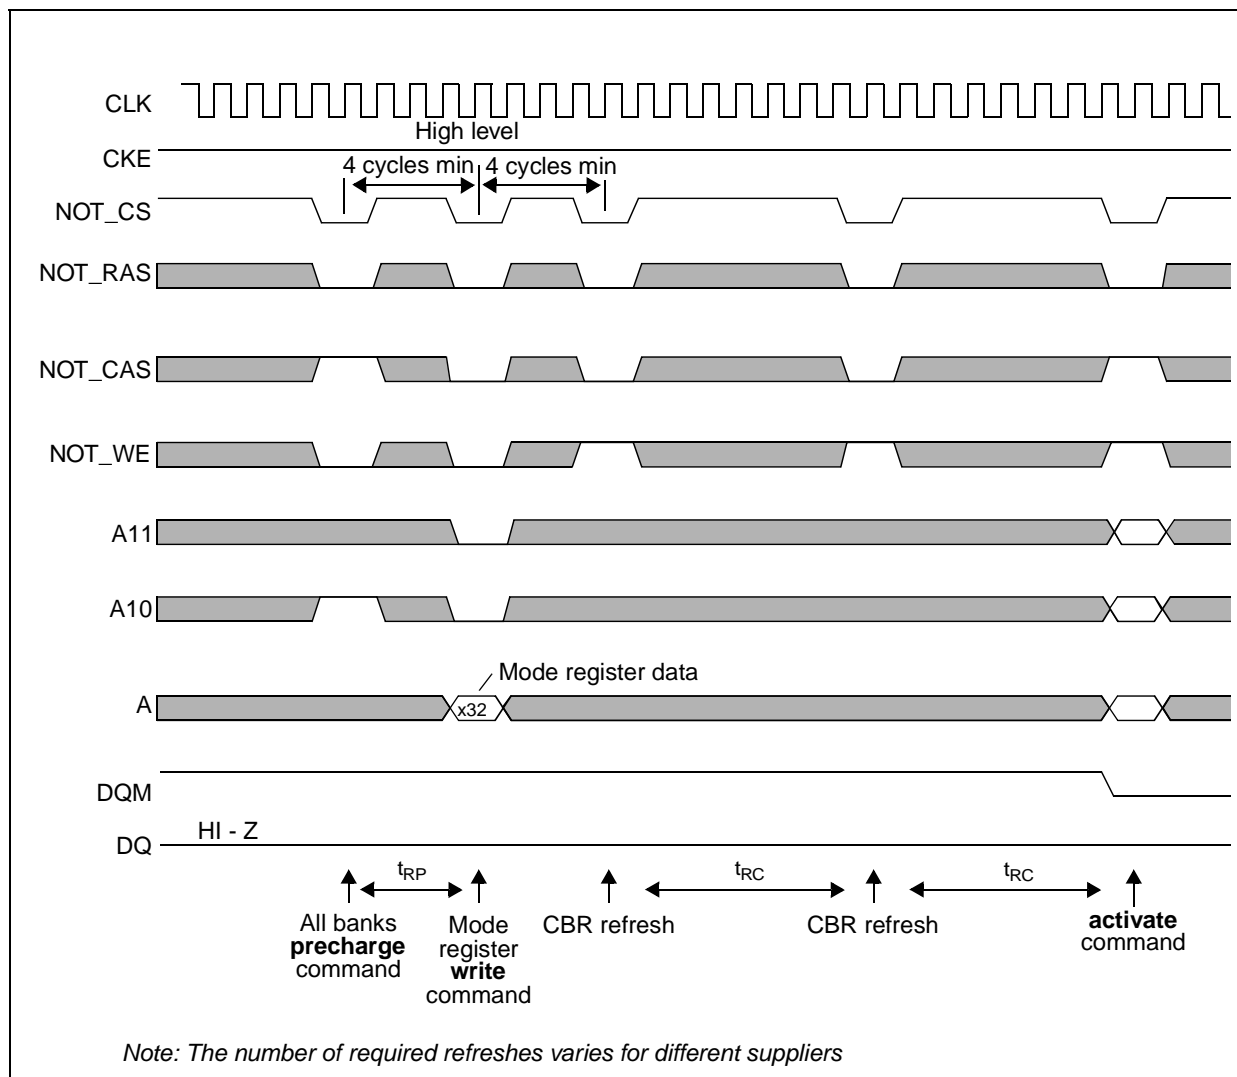 CLK
High level
CKE
4 cycles min 4 cycles min
NOT_CS
NOT_RAS
NOT_CAS
NOT_WE
A11
A10
Mode register data
A
x32
DQM
HI - Z
DQ
tRP
tRC
tRC
All banks
precharge
command
Mode
register
write
command
CBR refresh
CBR refresh
activate
command
Note: The number of required refreshes varies for different suppliers